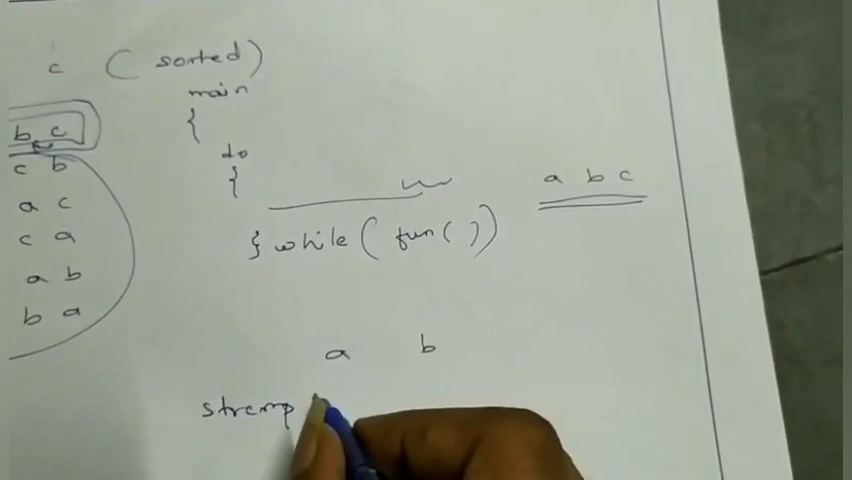 c ( sorted )
main
{
b c
do
c b
{
a b c
a c
} while ( fun ( ) )
c a
a b
b a
a b
strcmp